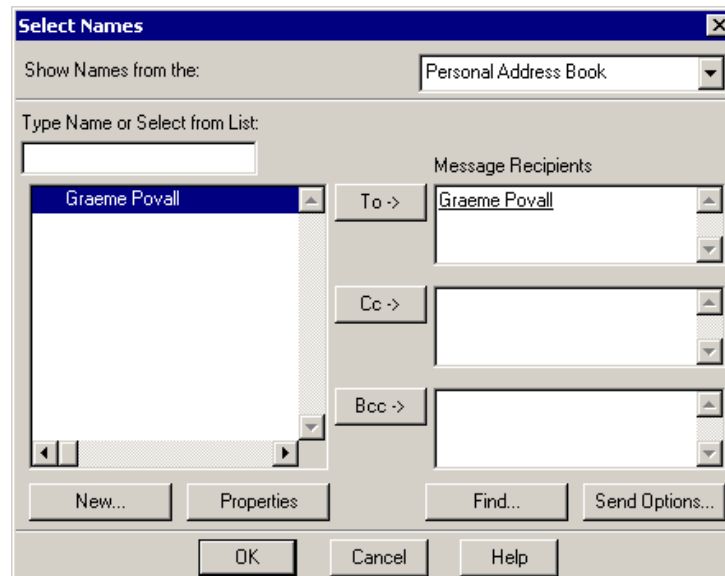 Select Names
Show Names from the:
Personal Address Book
Type Name or Select from List:
Message Recipients
Graeme Povall
To ->
Graeme Povall
Cc ->
Bcc ->
New...
Properties
Find...
Send Options...
OK
Cancel
Help